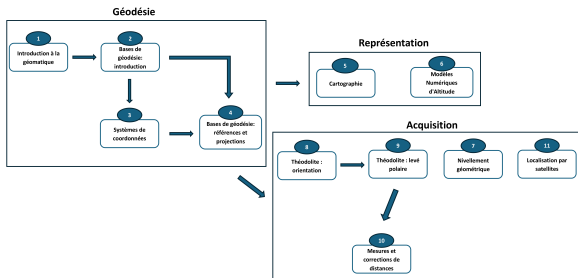 Géodésie
1
Introduction à la
géomatique
2
Bases de
géodésie:
introduction
3
Systèmes de
coordonnées
4
Bases de géodésie:
références et
projections
Représentation
5
Cartographie
6
Modèles
Numériques
d'Altitude
Acquisition
8
Théodolite :
orientation
9
Théodolite : levé
polaire
7
Nivellement
géométrique
11
Localisation par
satellites
10
Mesures et
corrections de
distances